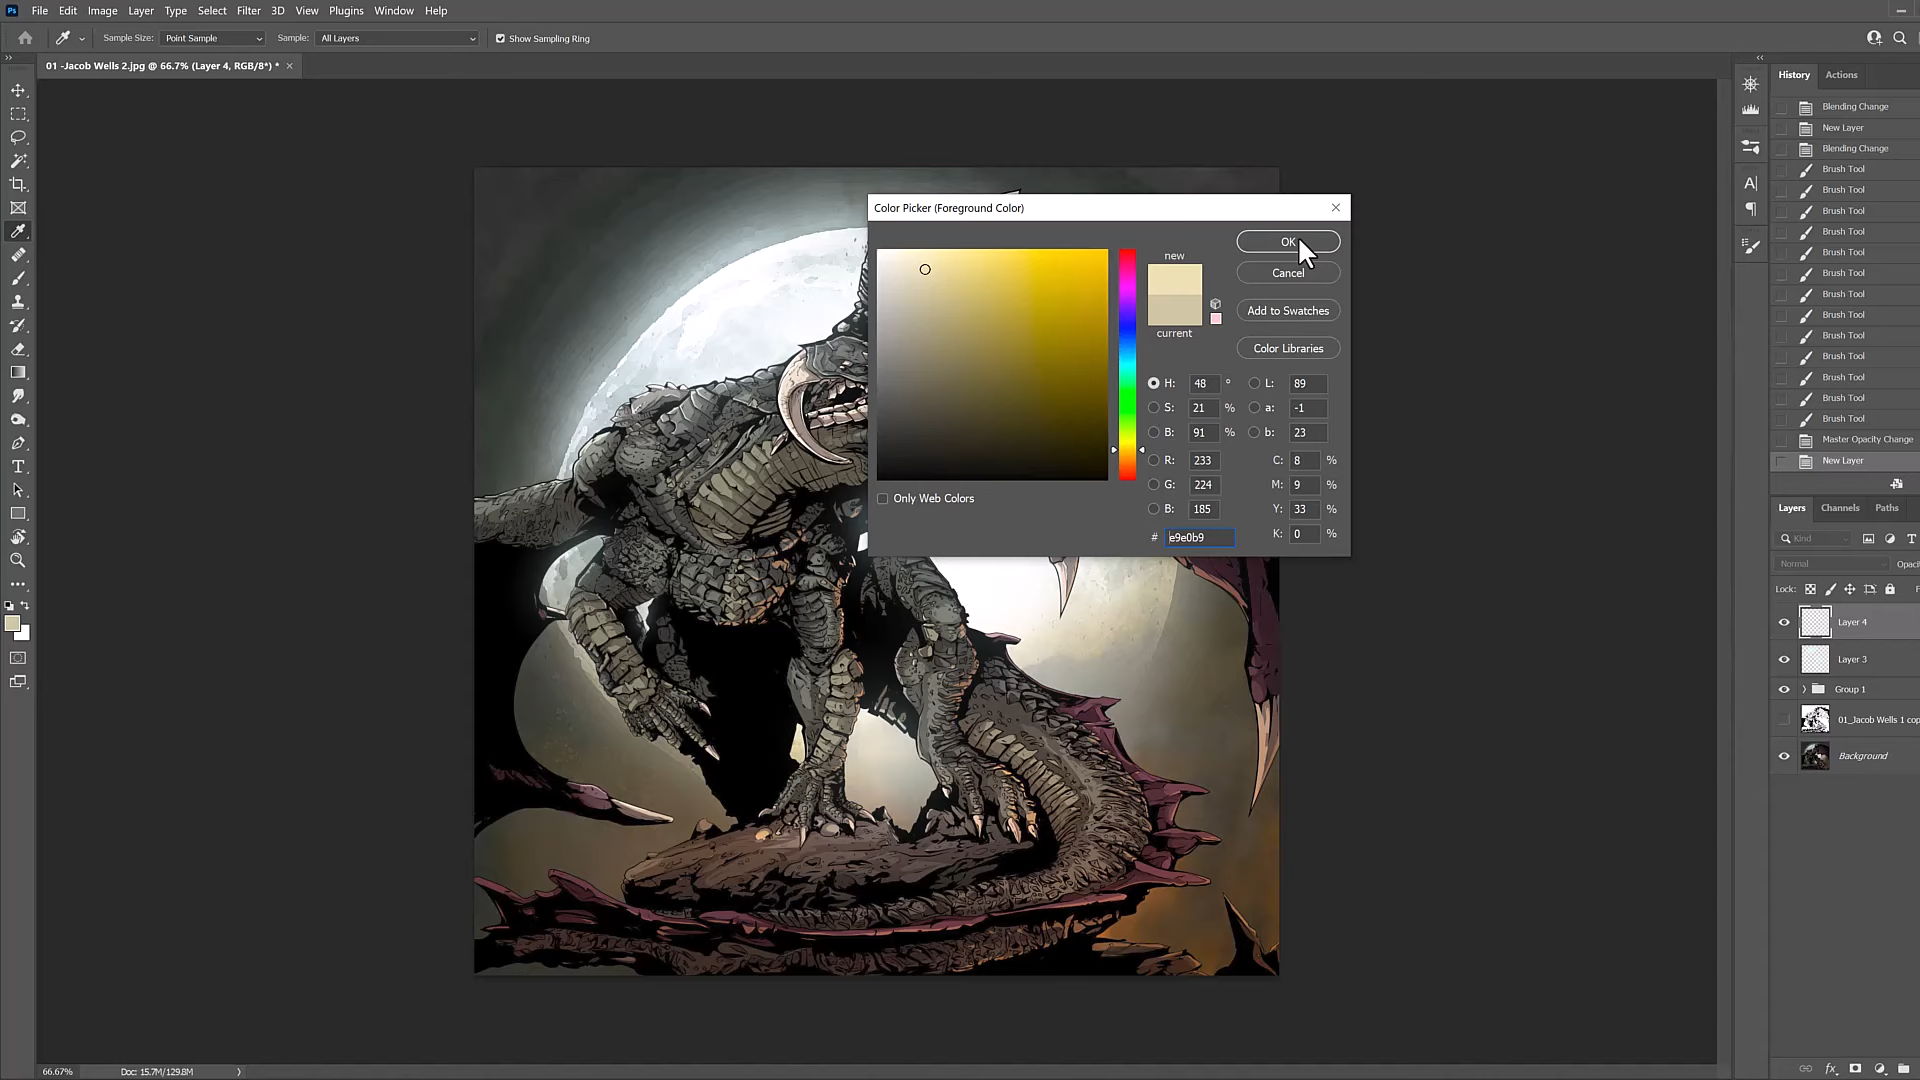 Ps File Edit Image Layer Type Select Filter 3D View Plugins Window Help
Sample Size: Point Sample Sample: All Layers Show Sampling Ring
01 -Jacob Wells 2.jpg @ 66.7% (Layer 4, RGB/8*) *
History Actions
Blending Change
New Layer
Blending Change
Brush Tool
Brush Tool
Brush Tool
Brush Tool
Brush Tool
Brush Tool
Brush Tool
Brush Tool
Brush Tool
Brush Tool
Brush Tool
Brush Tool
Brush Tool
Master Opacity Change
New Layer
Color Picker (Foreground Color)
new
current
OK
Cancel
Add to Swatches
Color Libraries
H: 48 ° L: 89
S: 21 % a: -1
B: 91 % b: 23
R: 233 C: 8 %
G: 224 M: 9 %
B: 185 Y: 33 %
# e9e0b9 K: 0 %
Only Web Colors
Layers Channels Paths
Kind
Normal Opaci
Lock: F
Layer 4
Layer 3
Group 1
01_Jacob Wells 1 cop
Background
66.67% Doc: 15.7M/129.8M